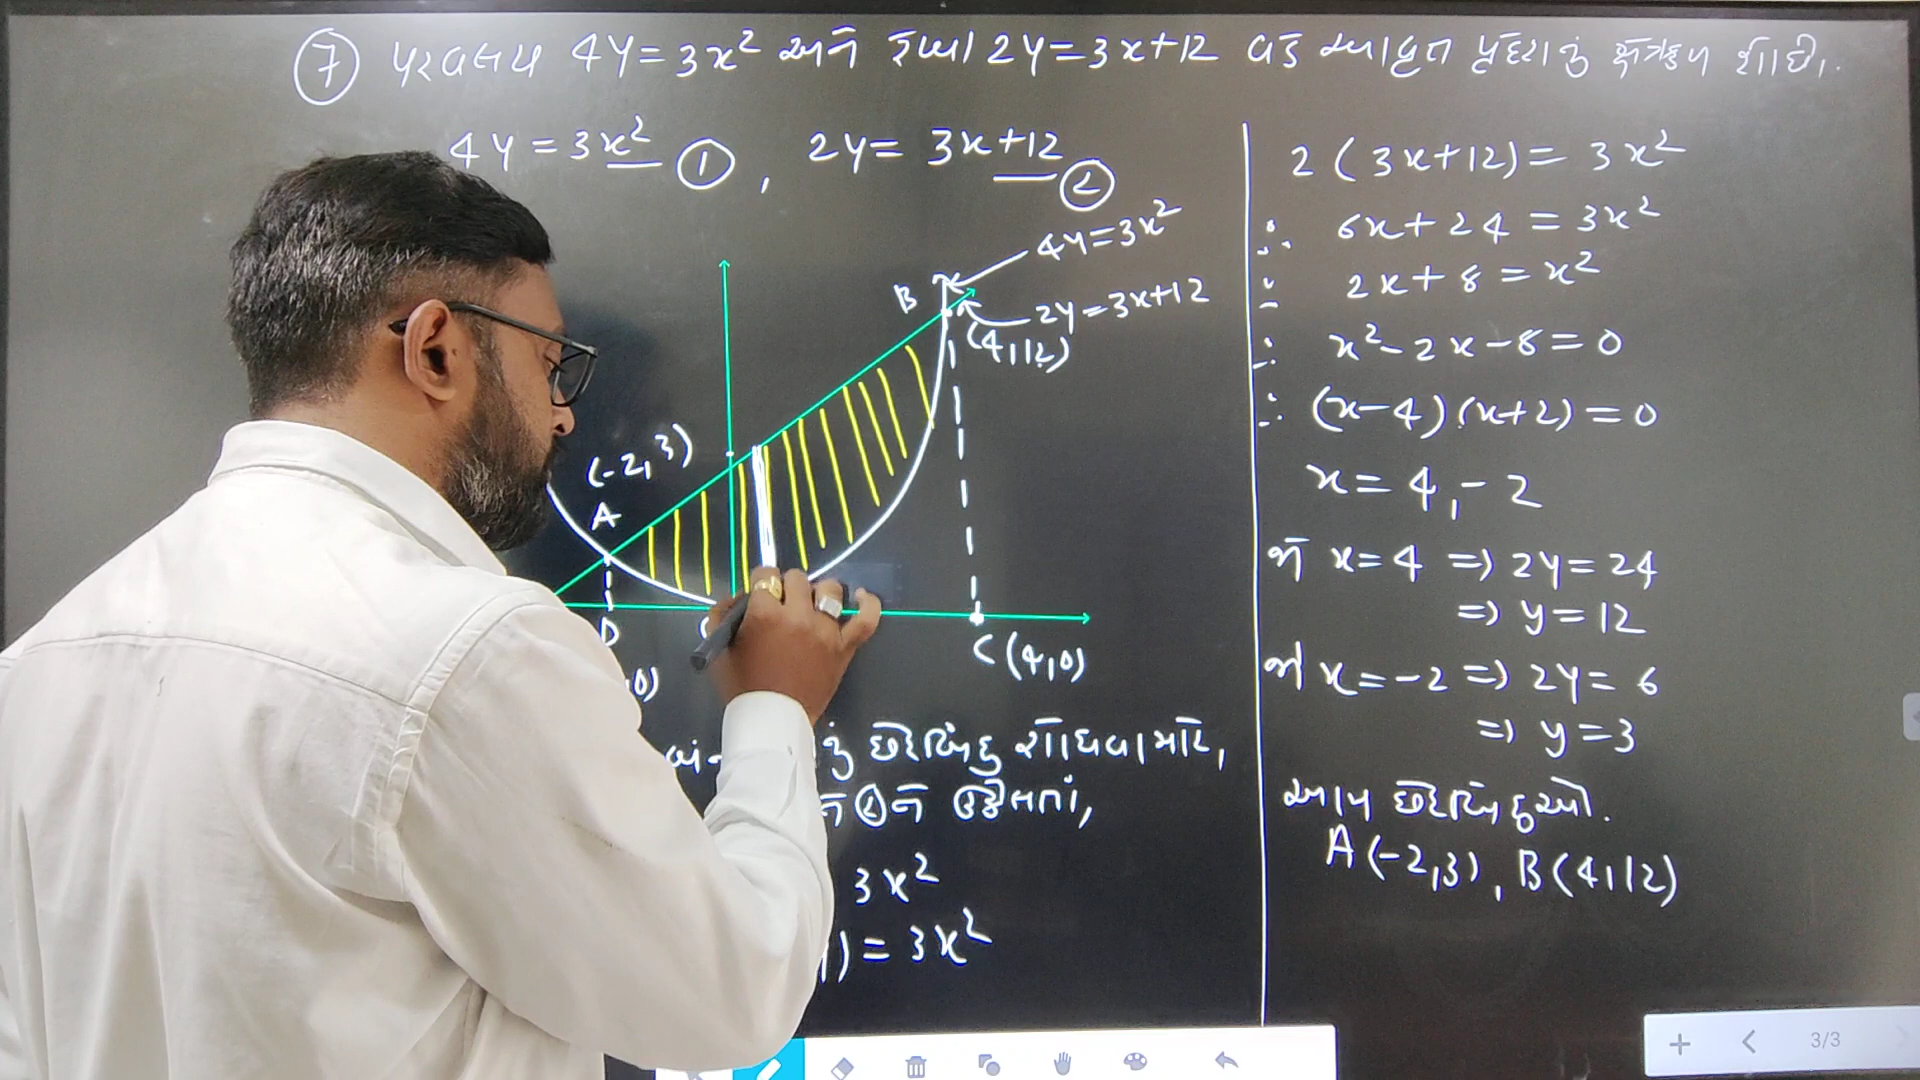 ⑦ પરવલય 4y = 3x² અને રેખા 2y = 3x+12 વડે આવૃત્ત પ્રદેશનું ક્ષેત્રફળ શોધો.
4y = 3x² ①, 2y = 3x+12 ②
4y = 3x²
B
2y = 3x+12
(4,12)
(-2,3)
A
D
C(4,0)
,0)
નું છેદબિંદુ શોધવા માટે,
ને ②ને ઉકેલતાં,
3x²
) = 3x²
2(3x+12) = 3x²
∴ 6x+24 = 3x²
∴ 2x+8 = x²
∴ x²-2x-8=0
∴ (x-4)(x+2)=0
x = 4,-2
જો x=4 => 2y=24
=> y=12
જો x=-2 => 2y=6
=> y=3
આમ છેદબિંદુઓ.
A(-2,3), B(4,12)
3/3